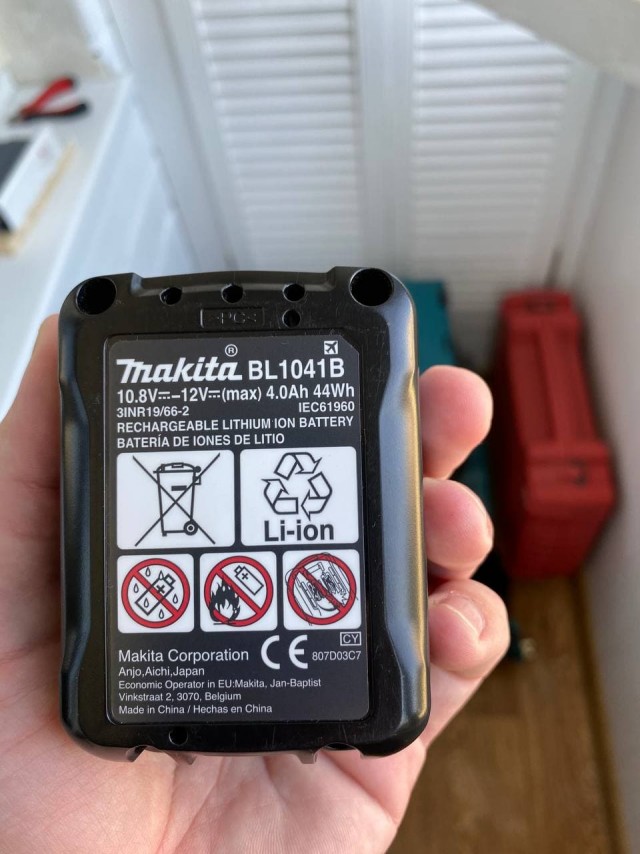 makita® BL1041B
10.8V⎓-12V⎓(max) 4.0Ah 44Wh
3INR19/66-2 IEC61960
RECHARGEABLE LITHIUM ION BATTERY
BATERÍA DE IONES DE LITIO
Li-ion
Makita Corporation CE CY
Anjo,Aichi,Japan 807D03C7
Economic Operator in EU:Makita, Jan-Baptist
Vinkstraat 2, 3070, Belgium
Made in China / Hechas en China